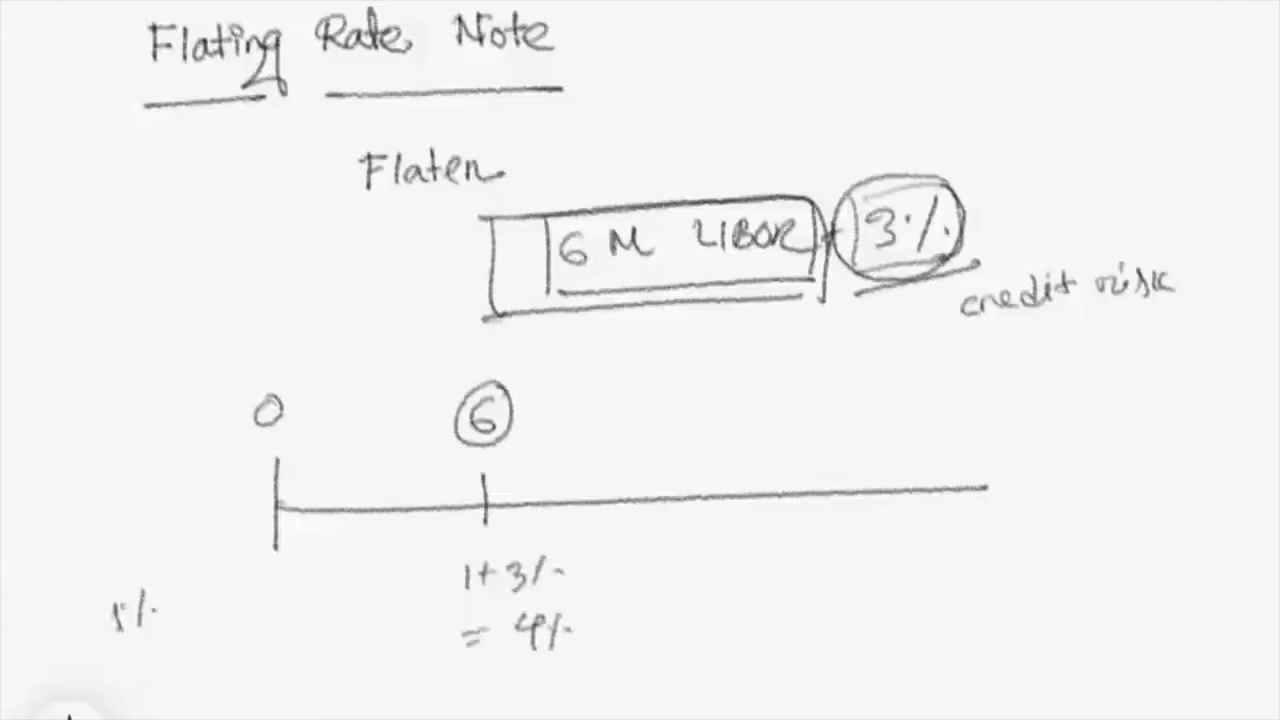 Flating Rate Note
Flaten
6 M LIBOR + 3%
credit risk
0 6
1+3%
= 4%
1%